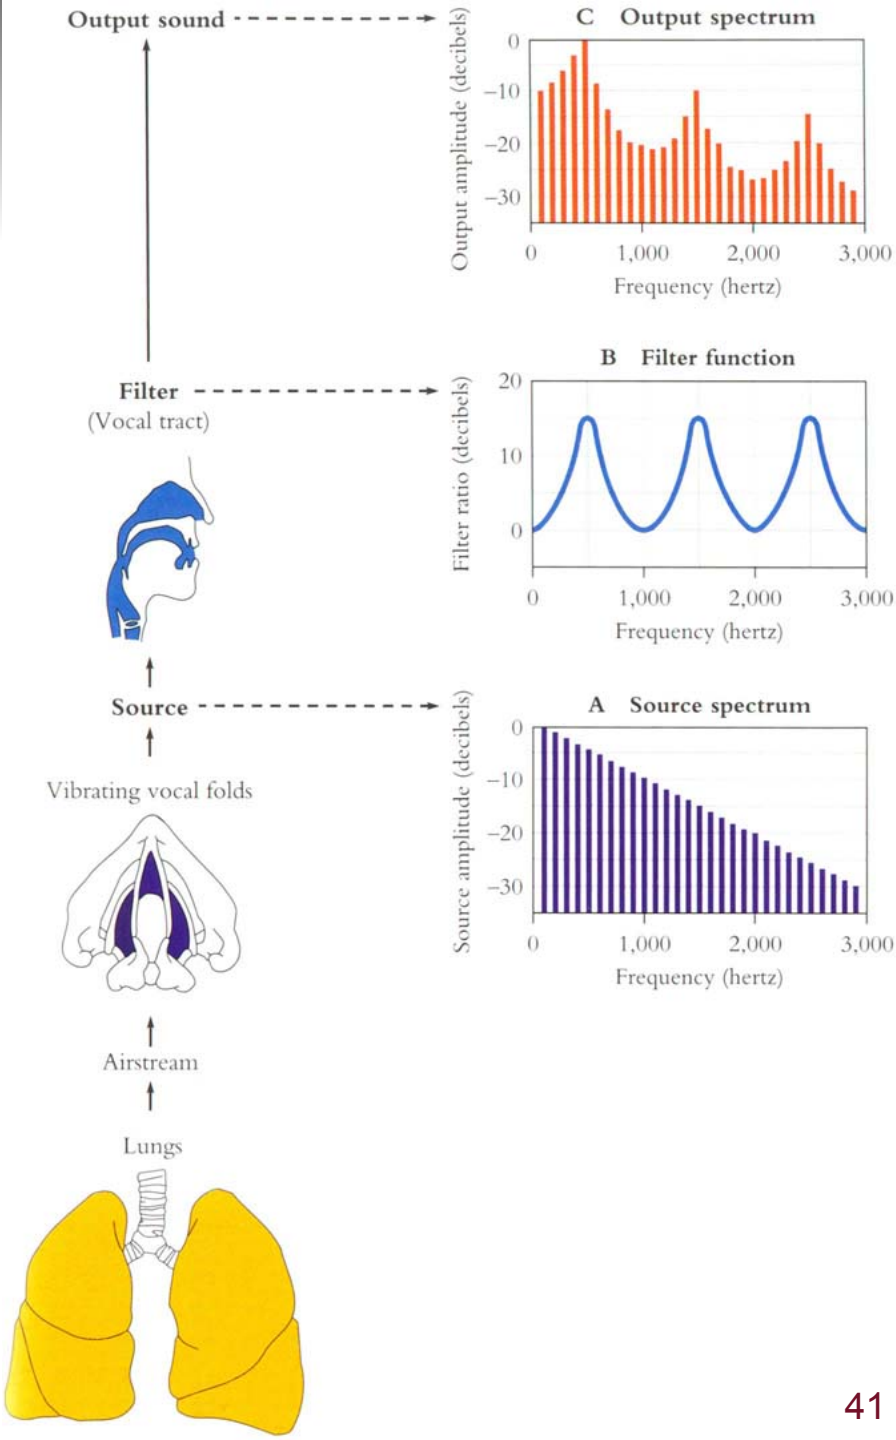 Output sound
C Output spectrum
Output amplitude (decibels)
0
−10
−20
−30
0 1,000 2,000 3,000
Frequency (hertz)
Filter
(Vocal tract)
B Filter function
Filter ratio (decibels)
20
10
0
0 1,000 2,000 3,000
Frequency (hertz)
Source
A Source spectrum
Source amplitude (decibels)
0
−10
−20
−30
0 1,000 2,000 3,000
Frequency (hertz)
Vibrating vocal folds
Airstream
Lungs
41